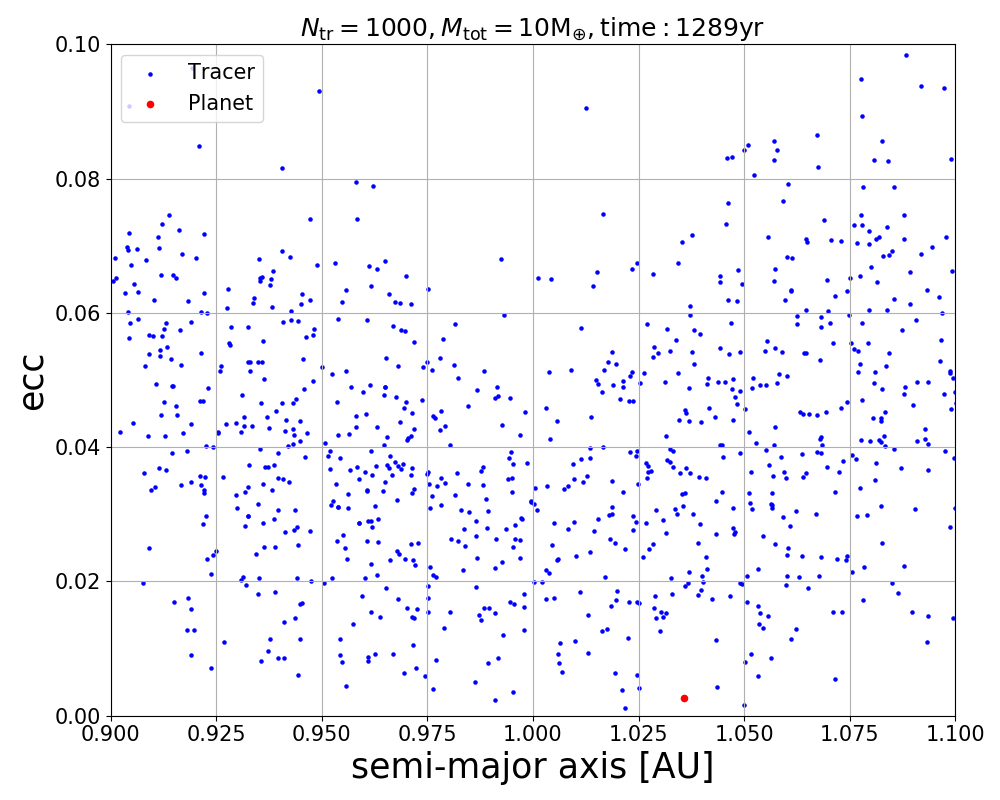 N_tr = 1000, M_tot = 10M_⊕, time : 1289yr
0.10
0.08
0.06
0.04
0.02
0.00
ecc
Tracer
Planet
0.900 0.925 0.950 0.975 1.000 1.025 1.050 1.075 1.100
semi-major axis [AU]